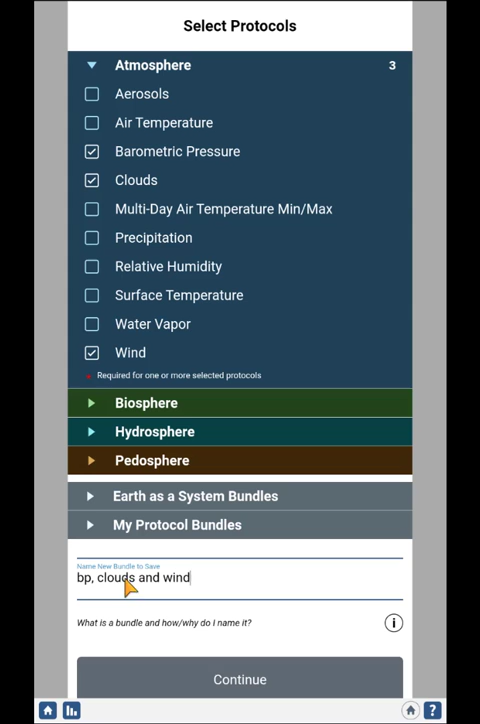 Select Protocols
Atmosphere 3
Aerosols
Air Temperature
Barometric Pressure
Clouds
Multi-Day Air Temperature Min/Max
Precipitation
Relative Humidity
Surface Temperature
Water Vapor
Wind
* Required for one or more selected protocols
Biosphere
Hydrosphere
Pedosphere
Earth as a System Bundles
My Protocol Bundles
Name New Bundle to Save
bp, clouds and wind
What is a bundle and how/why do I name it?
i
Continue
?